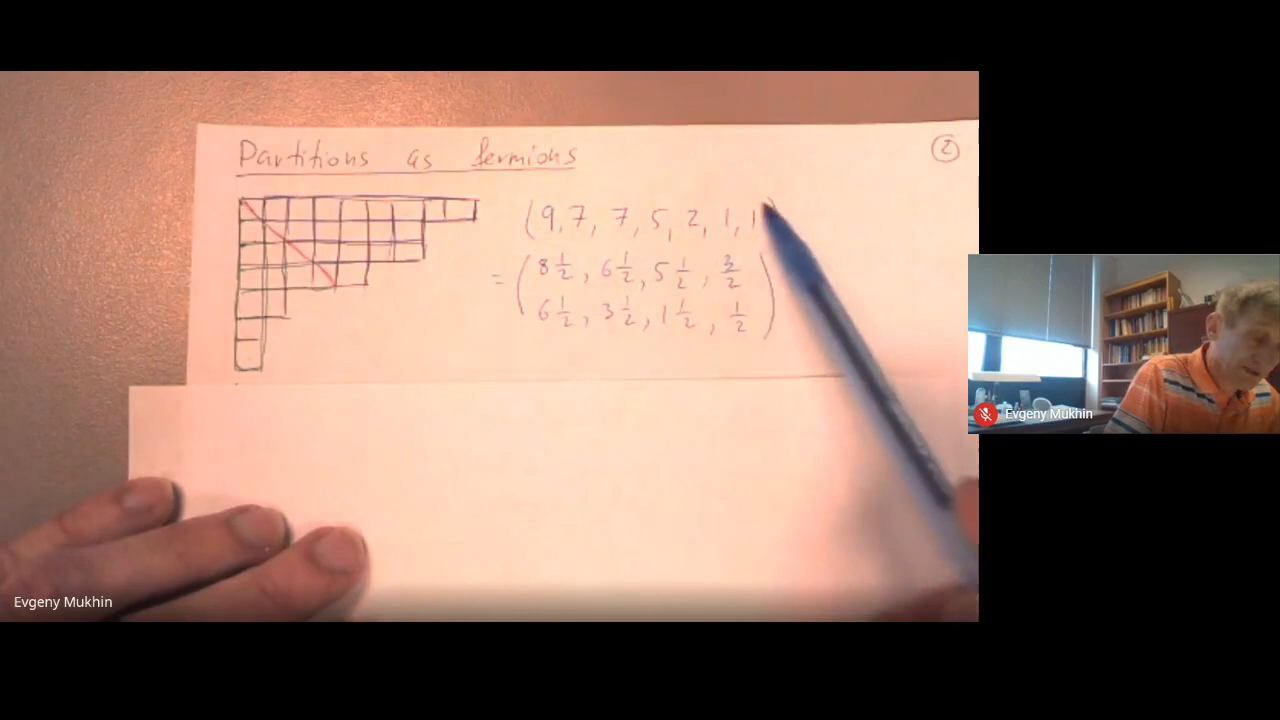 Partitions as fermions
2
(9, 7, 7, 5, 2, 1, 1)
= (8 1/2, 6 1/2, 5 1/2, 3/2
6 1/2, 3 1/2, 1 1/2, 1/2)
Evgeny Mukhin
Evgeny Mukhin